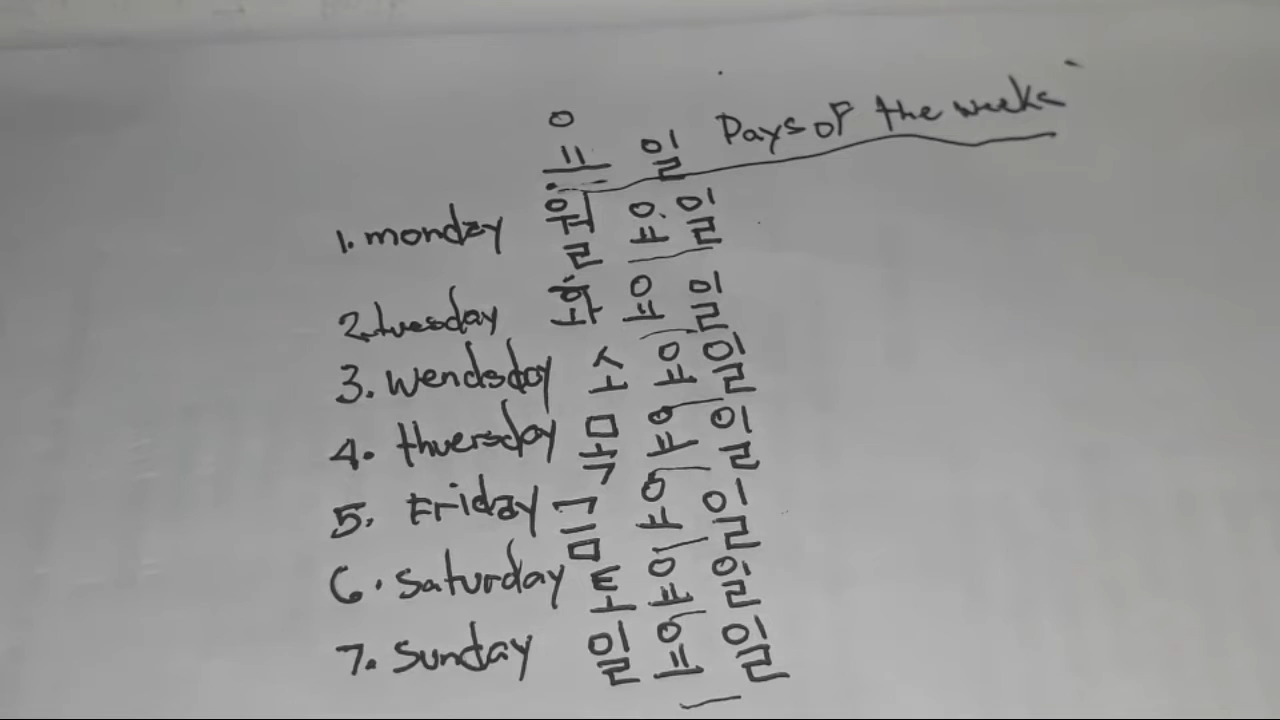 요일 Days of the weeks
1. monday 월요일
2. tuesday 화요일
3. wendsday 수요일
4. thuersday 목요일
5. Friday 금요일
6. saturday 토요일
7. sunday 일요일